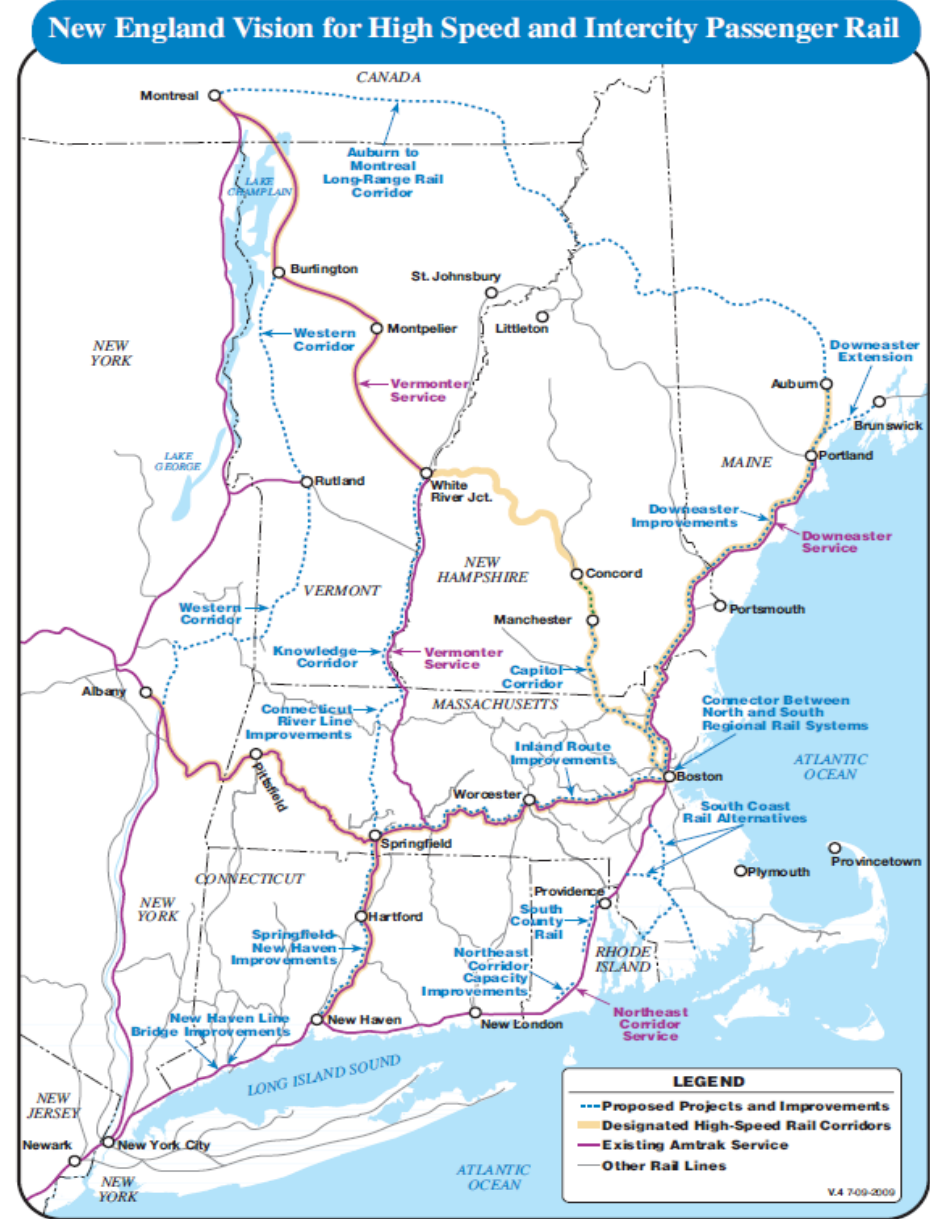 New England Vision for High Speed and Intercity Passenger Rail
CANADA
Montreal
Auburn to
Montreal
Long-Range Rail
Corridor
LAKE
CHAMPLAIN
Burlington
St. Johnsbury
Western
Corridor
Montpelier
Littleton
NEW
YORK
Downeaster
Extension
Vermonter
Service
Auburn
Brunswick
LAKE
GEORGE
MAINE
Portland
Rutland
White
River Jct.
Downeaster
Improvements
Downeaster
Service
NEW
HAMPSHIRE
Concord
VERMONT
Western
Corridor
Manchester
Portsmouth
Knowledge
Corridor
Vermonter
Service
Capitol
Corridor
Albany
Connecticut
River Line
Improvements
MASSACHUSETTS
Connector Between
North and South
Regional Rail Systems
Inland Route
Improvements
ATLANTIC
OCEAN
Pittsfield
Boston
Worcester
South Coast
Rail Alternatives
Springfield
Provincetown
Plymouth
CONNECTICUT
Providence
NEW
YORK
Hartford
South
County
Rail
Springfield-
New Haven
Improvements
RHODE
ISLAND
Northeast
Corridor
Capacity
Improvements
New Haven Line
Bridge Improvements
New Haven
New London
Northeast
Corridor
Service
LONG ISLAND SOUND
NEW
JERSEY
Newark
New York City
NEW
YORK
ATLANTIC
OCEAN
LEGEND
Proposed Projects and Improvements
Designated High-Speed Rail Corridors
Existing Amtrak Service
Other Rail Lines
V.4 7-09-2009